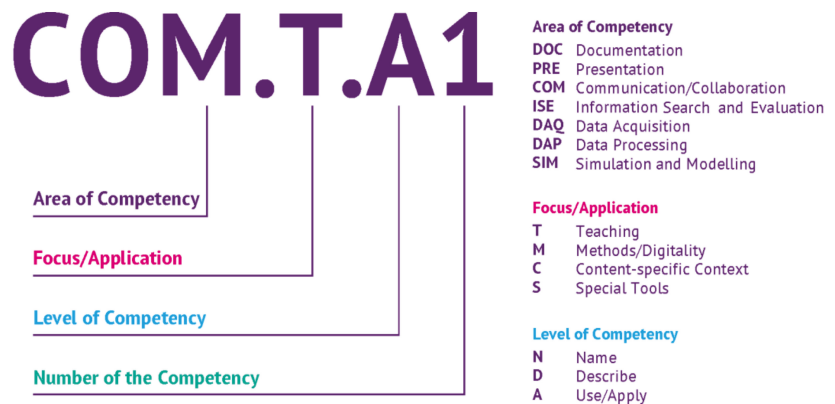 COM.T.A1
Area of Competency
Focus/Application
Level of Competency
Number of the Competency
Area of Competency
DOC Documentation
PRE Presentation
COM Communication/Collaboration
ISE Information Search and Evaluation
DAQ Data Acquisition
DAP Data Processing
SIM Simulation and Modelling
Focus/Application
T Teaching
M Methods/Digitality
C Content-specific Context
S Special Tools
Level of Competency
N Name
D Describe
A Use/Apply